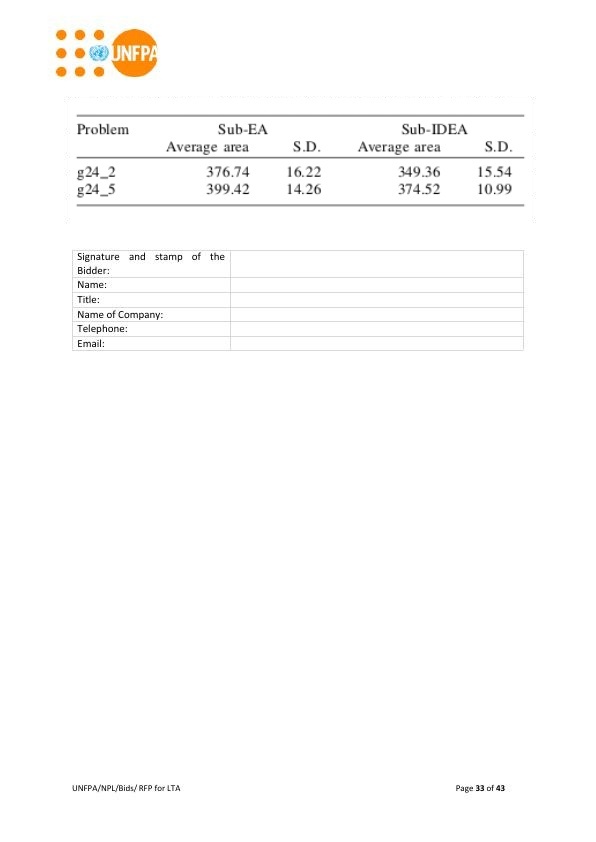 UNFPA
Problem Sub-EA Sub-IDEA
Average area S.D. Average area S.D.
g24_2 376.74 16.22 349.36 15.54
g24_5 399.42 14.26 374.52 10.99
Signature and stamp of the
Bidder:
Name:
Title:
Name of Company:
Telephone:
Email:
UNFPA/NPL/Bids/ RFP for LTA Page 33 of 43